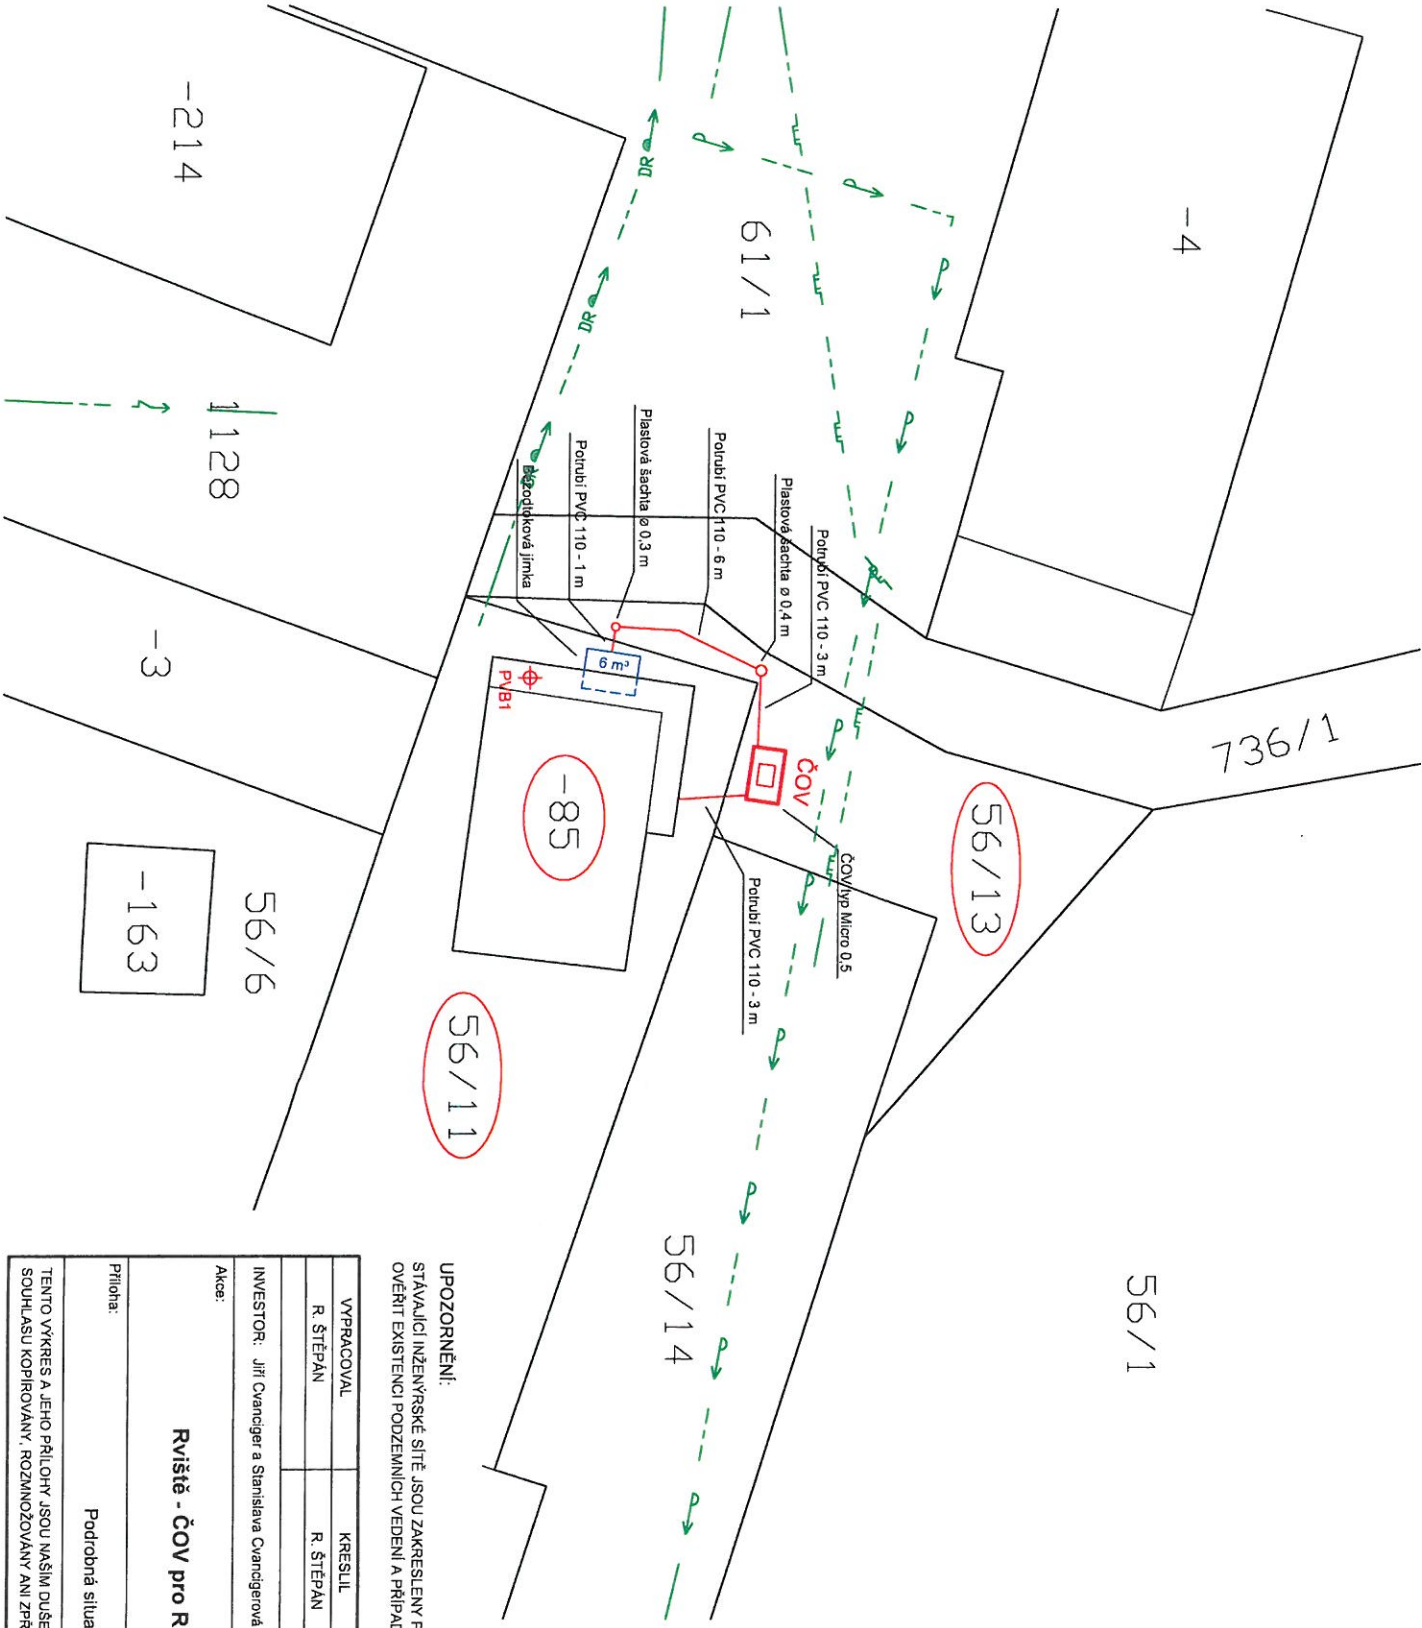 -214
-4
61/1
1128
-3
DR
DR
Bezodtoková jímka
Potrubí PVC 110 - 1 m
Plastová šachta ø 0,3 m
Potrubí PVC 110 - 6 m
Plastová šachta ø 0,4 m
Potrubí PVC 110 - 3 m
6 m³
PVB1
ČOV
-85
736/1
56/13
ČOV typ Micro 0,5
Potrubí PVC 110 - 3 m
-163
56/6
56/11
56/14
56/1
UPOZORNĚNÍ:
STÁVAJÍCÍ INŽENÝRSKÉ SÍTĚ JSOU ZAKRESLENY
OVĚŘIT EXISTENCI PODZEMNÍCH VEDENÍ A
VYPRACOVAL KRESLIL
R. ŠTĚPÁN R. ŠTĚPÁN
INVESTOR: Jiří Cvanciger a Stanislava Cvancigerová
Akce:
Rviště - ČOV pro R
Příloha:
Podrobná situa
TENTO VÝKRES A JEHO PŘÍLOHY JSOU NAŠÍM DUŠE
SOUHLASU KOPÍROVÁNY, ROZMNOŽOVÁNY ANI